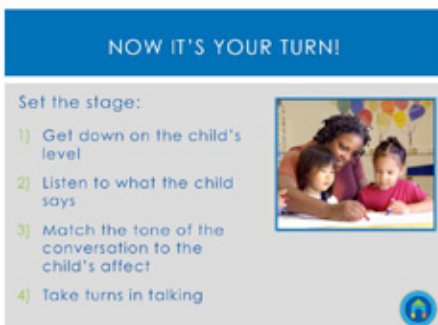 NOW IT'S YOUR TURN!
Set the stage:
1) Get down on the child's
level
2) Listen to what the child
says
3) Match the tone of the
conversation to the
child's affect
4) Take turns in talking